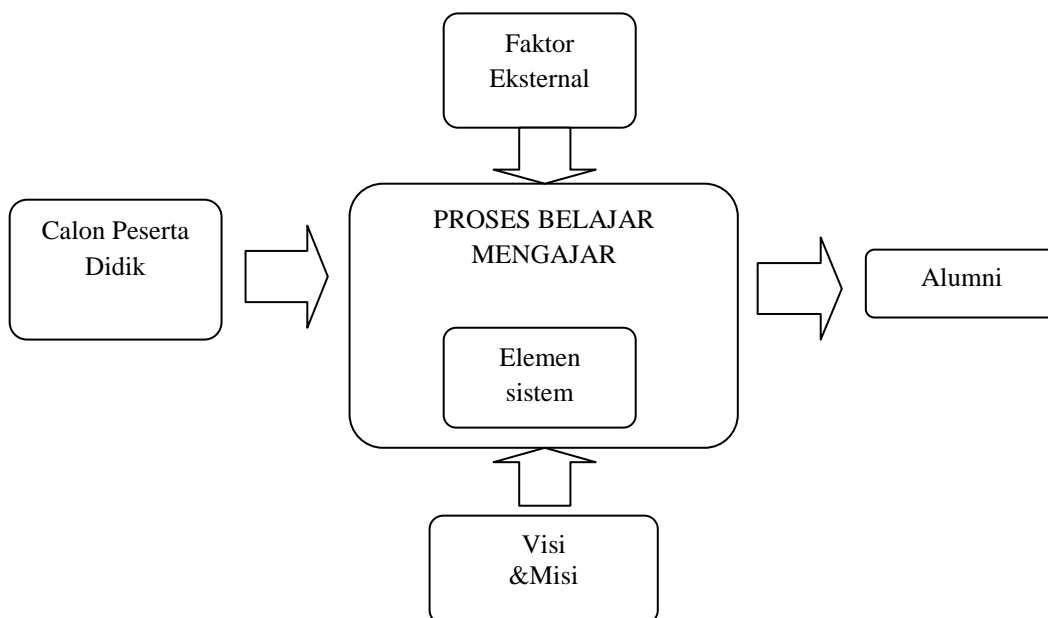 Faktor
Eksternal
Calon Peserta
Didik
PROSES BELAJAR
MENGAJAR
Elemen
sistem
Alumni
Visi
&Misi